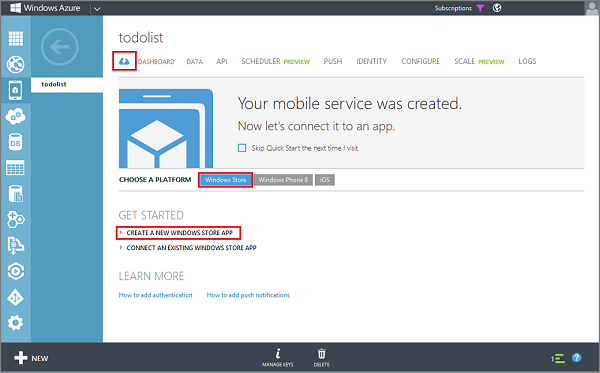 Windows Azure
Subscriptions
todolist
todolist
DASHBOARD DATA API SCHEDULER PREVIEW PUSH IDENTITY CONFIGURE SCALE PREVIEW LOGS
Your mobile service was created.
Now let's connect it to an app.
Skip Quick Start the next time I visit
CHOOSE A PLATFORM Windows Store Windows Phone 8 iOS
GET STARTED
CREATE A NEW WINDOWS STORE APP
CONNECT AN EXISTING WINDOWS STORE APP
LEARN MORE
How to add authentication How to add push notifications
DB
NEW
MANAGE KEYS
DELETE
1
?